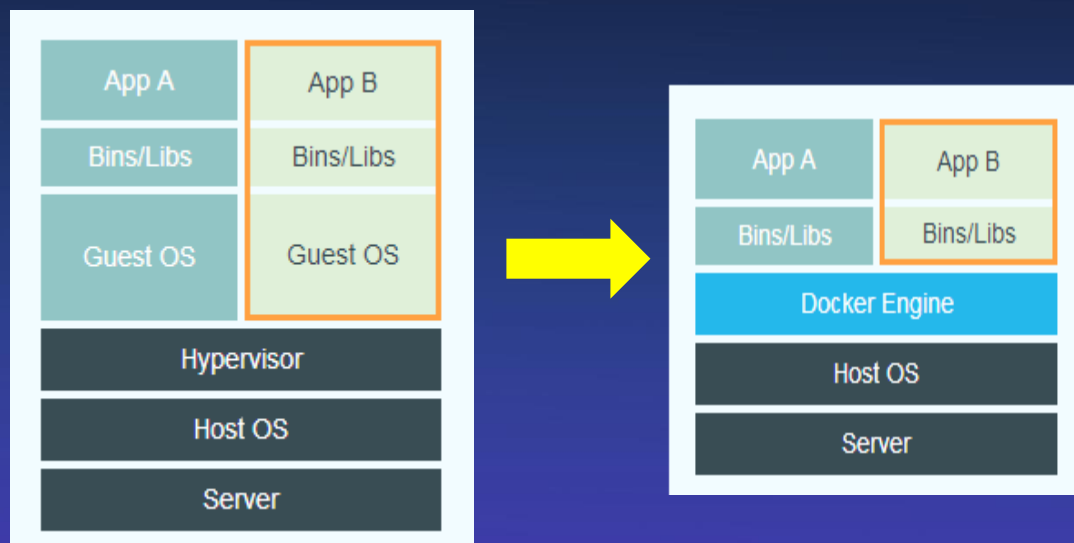 App A
App B
Bins/Libs
Bins/Libs
Guest OS
Guest OS
Hypervisor
Host OS
Server
App A
App B
Bins/Libs
Bins/Libs
Docker Engine
Host OS
Server